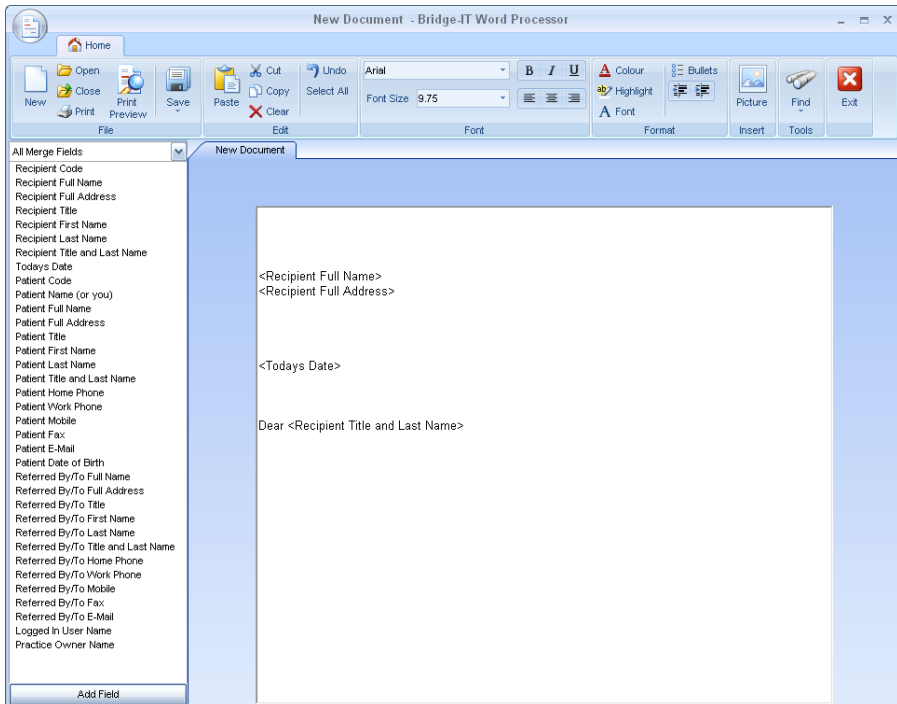 New Document - Bridge-IT Word Processor
Home
New
Open
Close
Print
Print Preview
Save
File
Paste
Cut
Copy
Clear
Undo
Select All
Edit
Arial
Font Size 9.75
B I U
Font
Colour
Highlight
Font
Bullets
Format
Picture
Insert
Find
Tools
Exit
All Merge Fields
Recipient Code
Recipient Full Name
Recipient Full Address
Recipient Title
Recipient First Name
Recipient Last Name
Recipient Title and Last Name
Todays Date
Patient Code
Patient Name (or you)
Patient Full Name
Patient Full Address
Patient Title
Patient First Name
Patient Last Name
Patient Title and Last Name
Patient Home Phone
Patient Work Phone
Patient Mobile
Patient Fax
Patient E-Mail
Patient Date of Birth
Referred By/To Full Name
Referred By/To Full Address
Referred By/To Title
Referred By/To First Name
Referred By/To Last Name
Referred By/To Title and Last Name
Referred By/To Home Phone
Referred By/To Work Phone
Referred By/To Mobile
Referred By/To Fax
Referred By/To E-Mail
Logged In User Name
Practice Owner Name
Add Field
New Document
<Recipient Full Name>
<Recipient Full Address>
<Todays Date>
Dear <Recipient Title and Last Name>